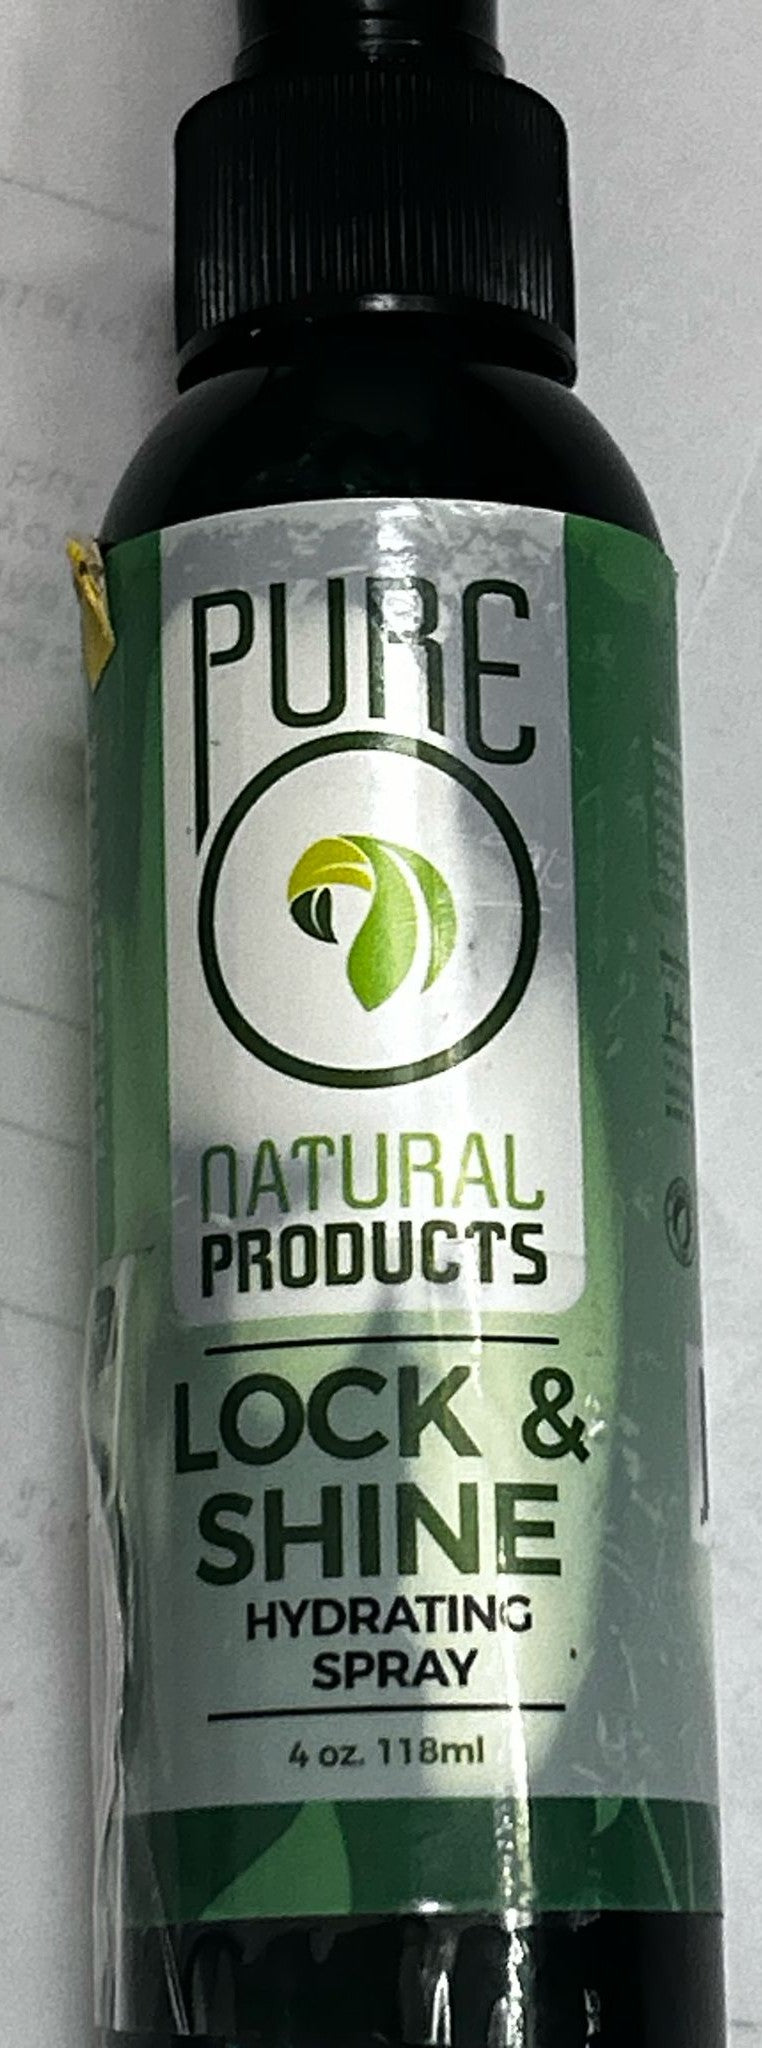 PURE
NATURAL
PRODUCTS
LOCK &
SHINE
HYDRATING
SPRAY
4 oz. 118ml